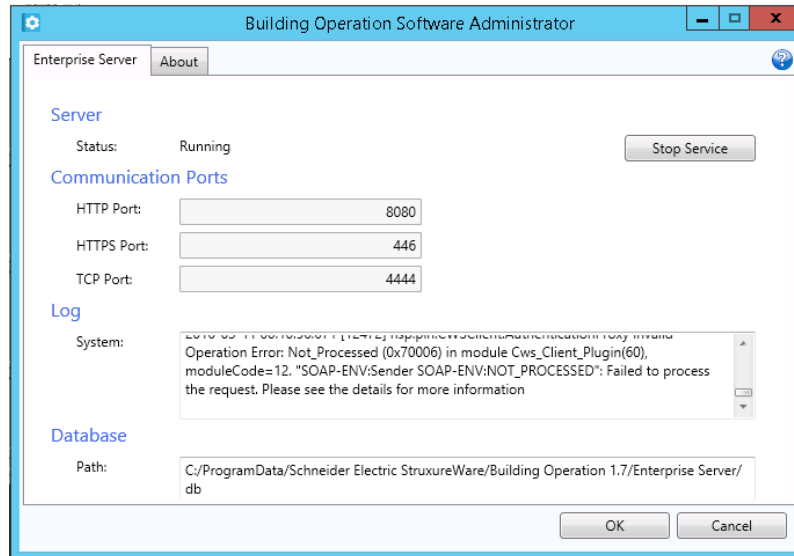 Building Operation Software Administrator
Enterprise Server
About
Server
Status: Running
Stop Service
Communication Ports
HTTP Port: 8080
HTTPS Port: 446
TCP Port: 4444
Log
System:
Operation Error: Not_Processed (0x70006) in module Cws_Client_Plugin(60),
moduleCode=12. "SOAP-ENV:Sender SOAP-ENV:NOT_PROCESSED": Failed to process
the request. Please see the details for more information
Database
Path: C:/ProgramData/Schneider Electric StruxureWare/Building Operation 1.7/Enterprise Server/
db
OK
Cancel